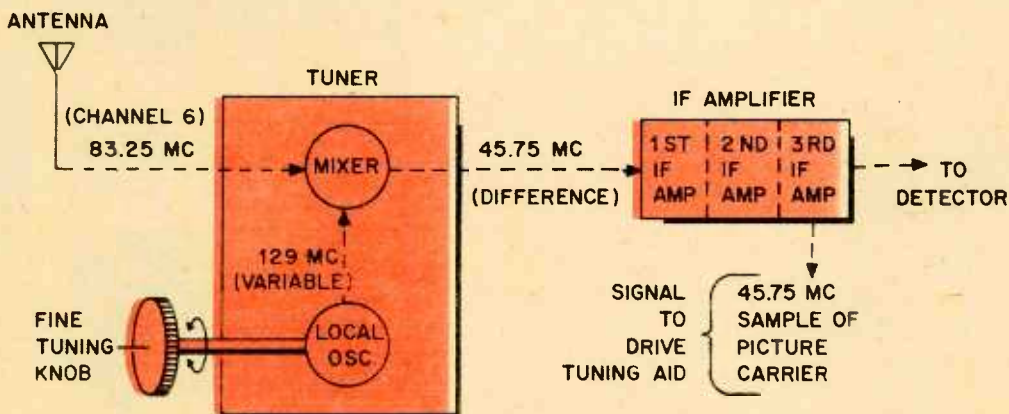 ANTENNA
(CHANNEL 6)
83.25 MC
TUNER
MIXER
129 MC
(VARIABLE)
LOCAL
OSC
FINE
TUNING
KNOB
45.75 MC
(DIFFERENCE)
IF AMPLIFIER
1ST
IF
AMP
2ND
IF
AMP
3RD
IF
AMP
TO
DETECTOR
SIGNAL
TO
DRIVE
TUNING AID
45.75 MC
SAMPLE OF
PICTURE
CARRIER